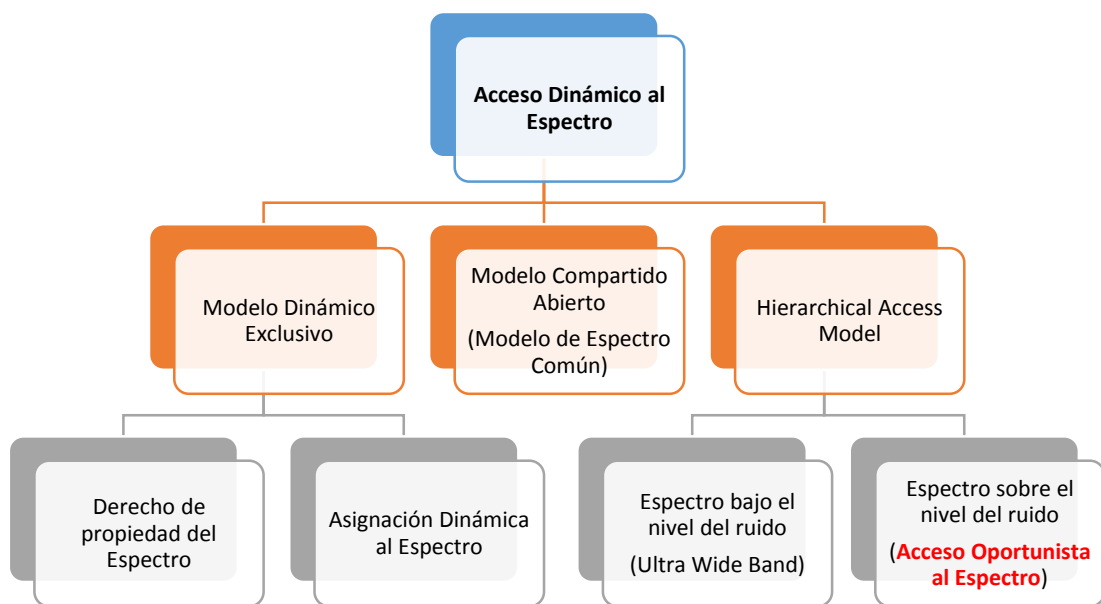 Acceso Dinámico al
Espectro
Modelo Dinámico
Exclusivo
Modelo Compartido
Abierto
(Modelo de Espectro
Común)
Hierarchical Access
Model
Derecho de
propiedad del
Espectro
Asignación Dinámica
al Espectro
Espectro bajo el
nivel del ruido
(Ultra Wide Band)
Espectro sobre el
nivel del ruido
(Acceso Oportunista
al Espectro)